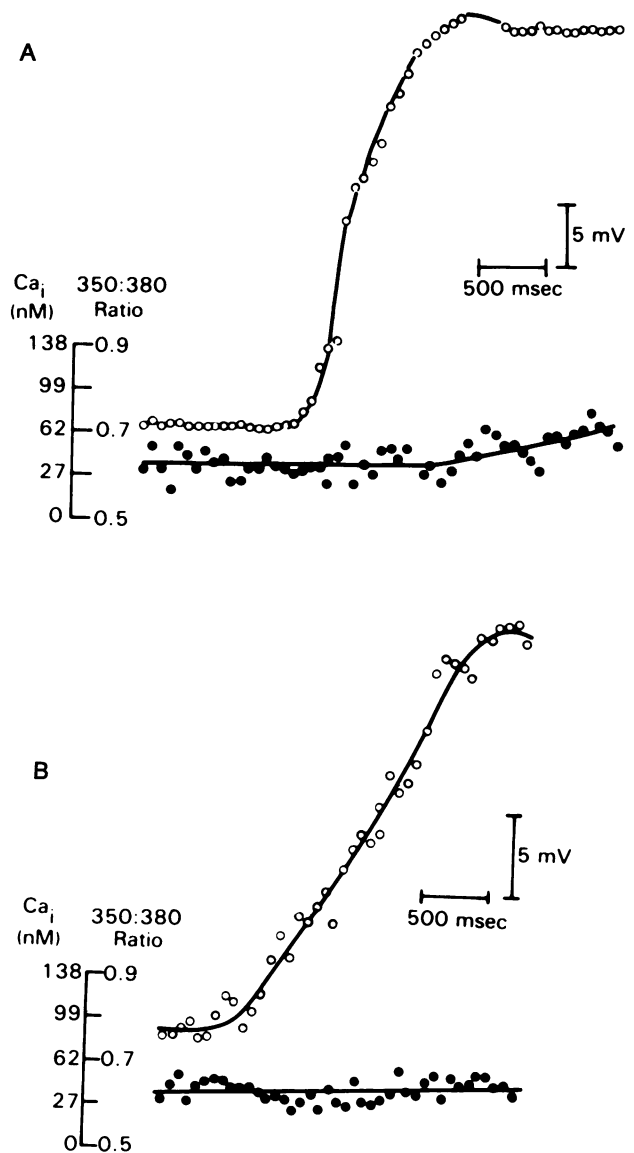 A
5 mV
500 msec
Ca_i 350:380
(nM) Ratio
138 0.9
99
62 0.7
27
0 0.5
B
5 mV
500 msec
Ca_i 350:380
(nM) Ratio
138 0.9
99
62 0.7
27
0 0.5